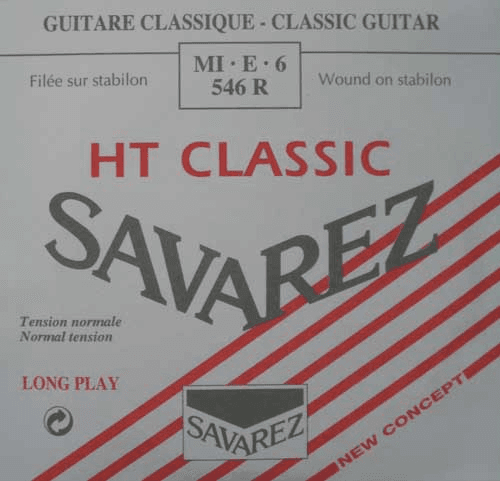 GUITARE CLASSIQUE - CLASSIC GUITAR
MI · E · 6
546 R
Filée sur stabilon
Wound on stabilon
HT CLASSIC
SAVAREZ
Tension normale
Normal tension
LONG PLAY
SAVAREZ
NEW CONCEPT